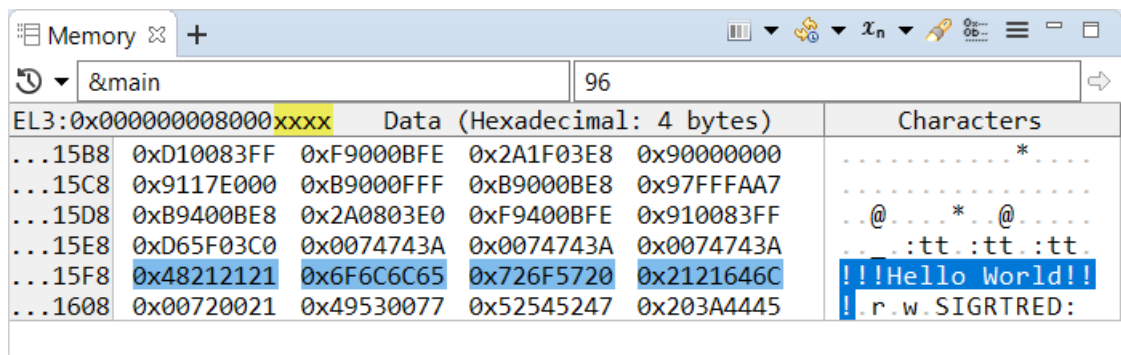 Memory
&main 96
EL3:0x000000008000xxxx Data (Hexadecimal: 4 bytes) Characters
...15B8 0xD10083FF 0xF9000BFE 0x2A1F03E8 0x90000000 ............*....
...15C8 0x9117E000 0xB9000FFF 0xB9000BE8 0x97FFFAA7 ................
...15D8 0xB9400BE8 0x2A0803E0 0xF9400BFE 0x910083FF ..@....*..@.....
...15E8 0xD65F03C0 0x0074743A 0x0074743A 0x0074743A .._.:tt.:tt.:tt.
...15F8 0x48212121 0x6F6C6C65 0x726F5720 0x2121646C !!!Hello World!!
...1608 0x00720021 0x49530077 0x52545247 0x203A4445 !.r.w.SIGRTRED: